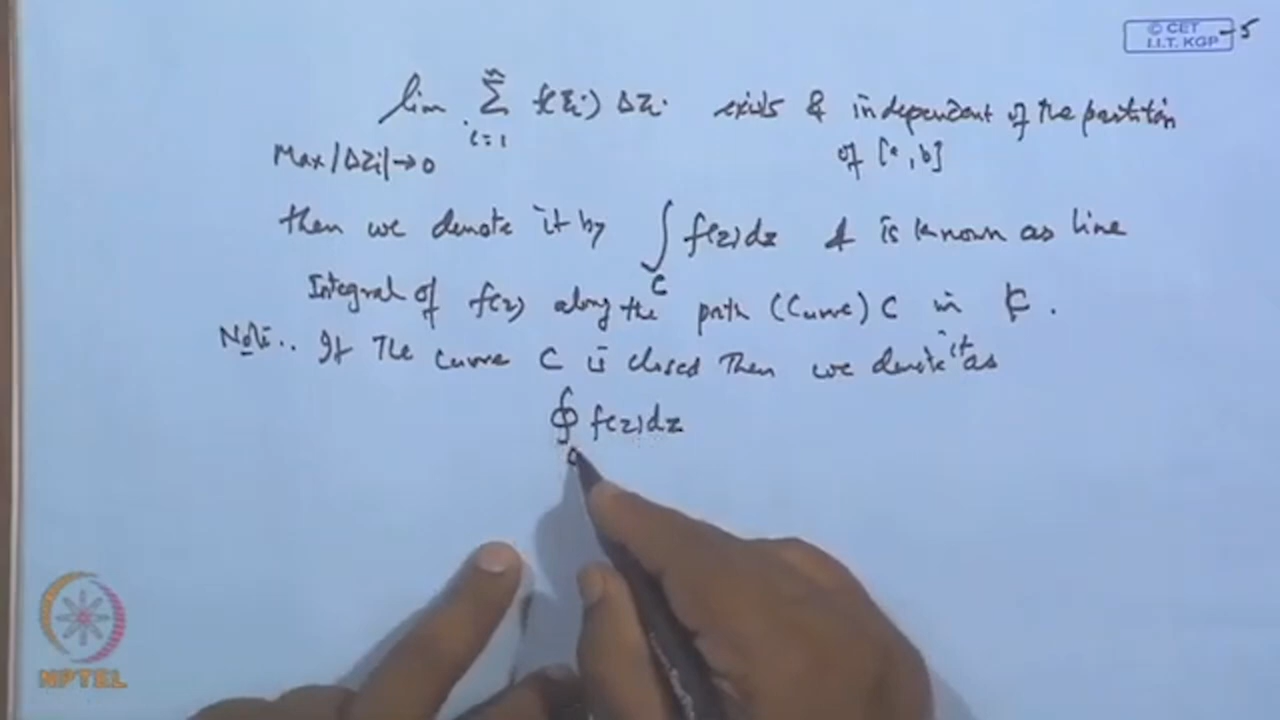 © CET
I.I.T. KGP -5
lim Σ f(ξi) Δzi exists & independent of the partition
n
i=1
Max|Δzi|→0 of [a,b]
then we denote it by ∫ f(z)dz & is known as line
C
Integral of f(z) along the path (Curve) C in ℂ.
Note.. If The curve C is closed Then we denote it as
∮ f(z)dz
C
NPTEL